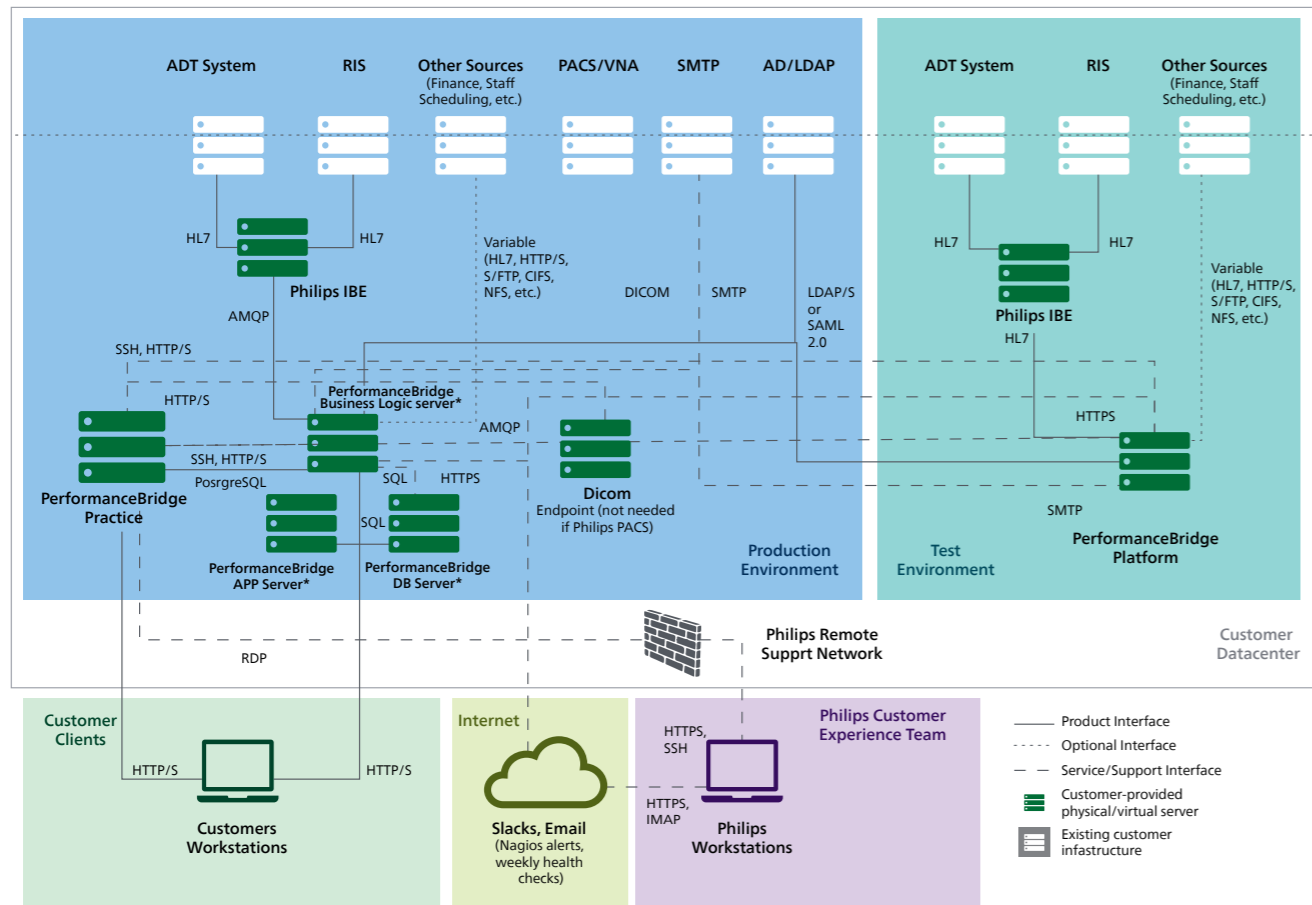 ADT System
RIS
Other Sources
(Finance, Staff
Scheduling, etc.)
PACS/VNA
SMTP
AD/LDAP
ADT System
RIS
Other Sources
(Finance, Staff
Scheduling, etc.)
HL7
HL7
Philips IBE
AMQP
Variable
(HL7, HTTP/S,
S/FTP, CIFS,
NFS, etc.)
DICOM
SMTP
LDAP/S
or
SAML
2.0
HL7
HL7
Philips IBE
HL7
Variable
(HL7, HTTP/S,
S/FTP, CIFS,
NFS, etc.)
SSH, HTTP/S
HTTP/S
PerformanceBridge
Business Logic server*
AMQP
HTTPS
SSH, HTTP/S
PosrgreSQL
SQL
HTTPS
PerformanceBridge
Practice
SQL
Dicom
Endpoint (not needed
if Philips PACS)
SMTP
PerformanceBridge
Platform
PerformanceBridge
APP Server*
PerformanceBridge
DB Server*
Production
Environment
Test
Environment
RDP
Philips Remote
Supprt Network
Customer
Datacenter
Customer
Clients
HTTP/S
HTTP/S
Customers
Workstations
Internet
Slacks, Email
(Nagios alerts,
weekly health
checks)
Philips Customer
Experience Team
HTTPS,
SSH
HTTPS,
IMAP
Philips
Workstations
Product Interface
Optional Interface
Service/Support Interface
Customer-provided
physical/virtual server
Existing customer
infastructure